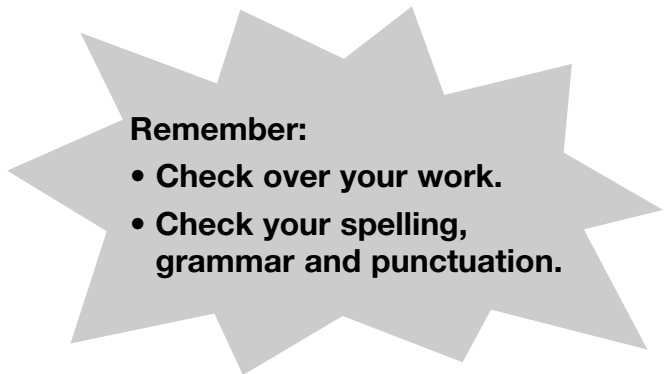 Remember:
• Check over your work.
• Check your spelling,
grammar and punctuation.